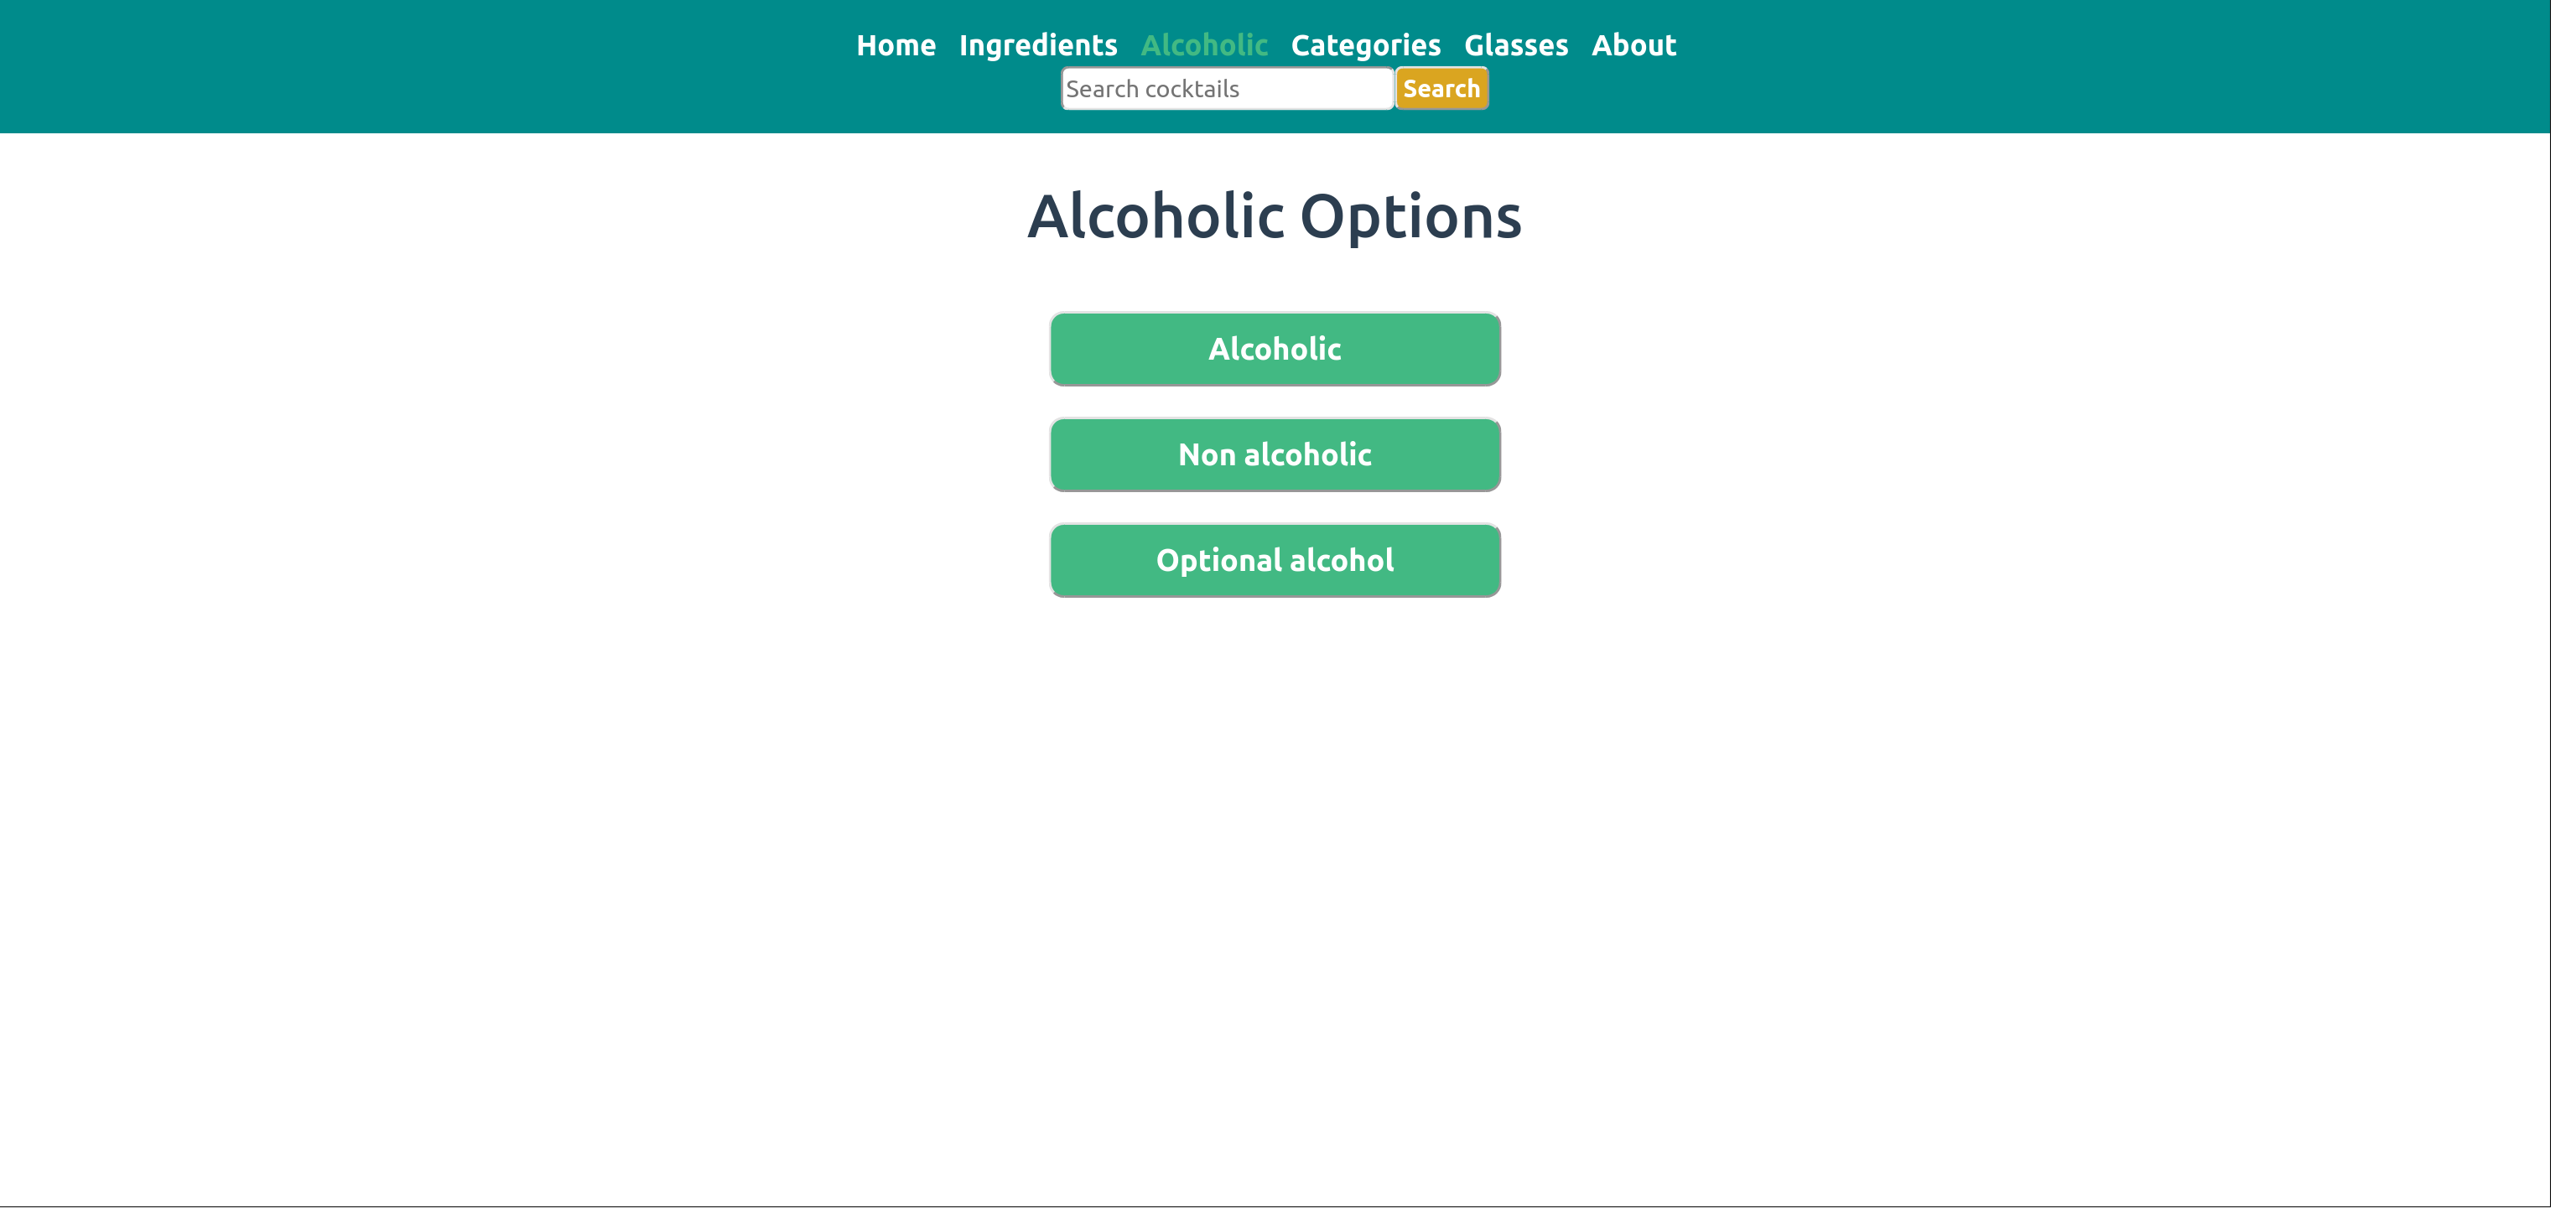 Home Ingredients Alcoholic Categories Glasses About
Search cocktails Search
Alcoholic Options
Alcoholic
Non alcoholic
Optional alcohol